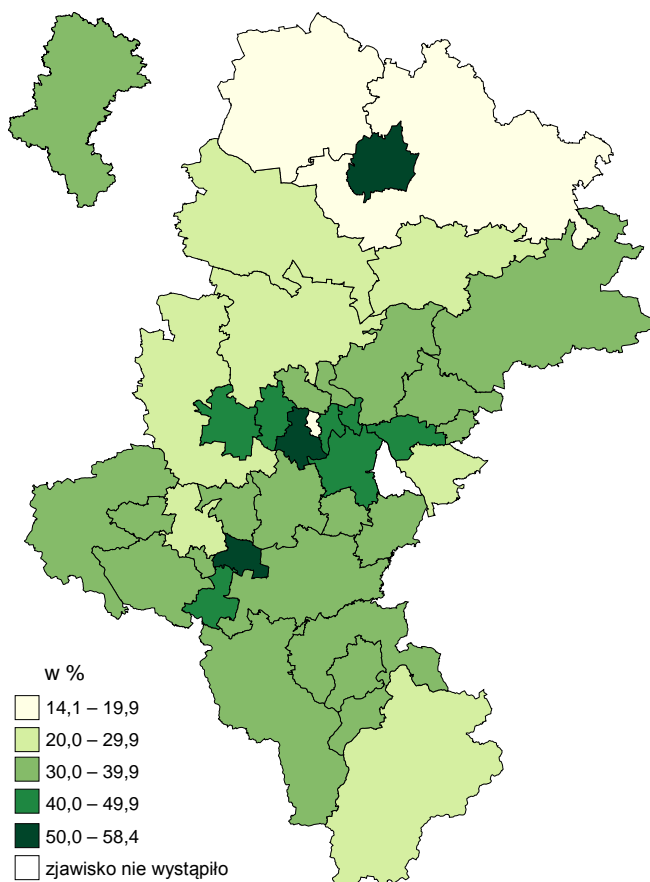 w %
14,1 – 19,9
20,0 – 29,9
30,0 – 39,9
40,0 – 49,9
50,0 – 58,4
zjawisko nie wystąpiło